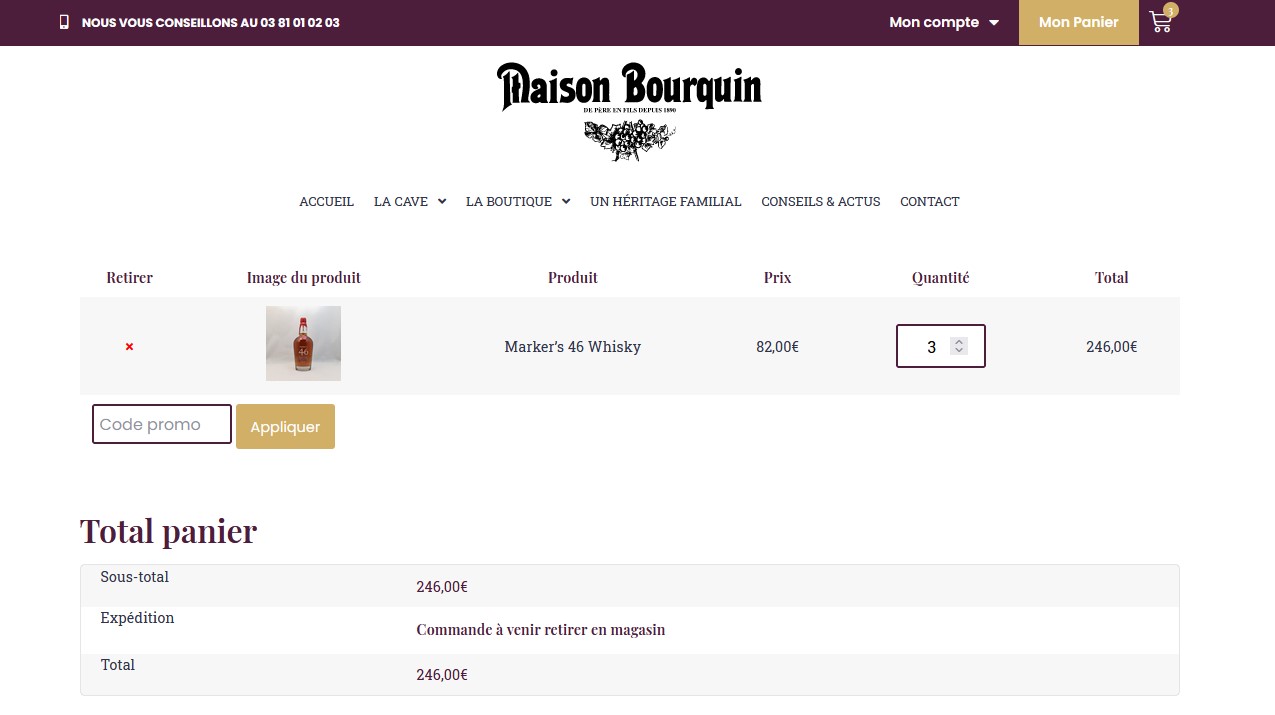 NOUS VOUS CONSEILLONS AU 03 81 01 02 03
Mon compte
Mon Panier
3
Maison Bourquin
DE PÈRE EN FILS DEPUIS 1890
ACCUEIL LA CAVE LA BOUTIQUE UN HÉRITAGE FAMILIAL CONSEILS & ACTUS CONTACT
Retirer Image du produit Produit Prix Quantité Total
× 46 Marker’s 46 Whisky 82,00€ 3 246,00€
Code promo Appliquer
Total panier
Sous-total 246,00€
Expédition Commande à venir retirer en magasin
Total 246,00€